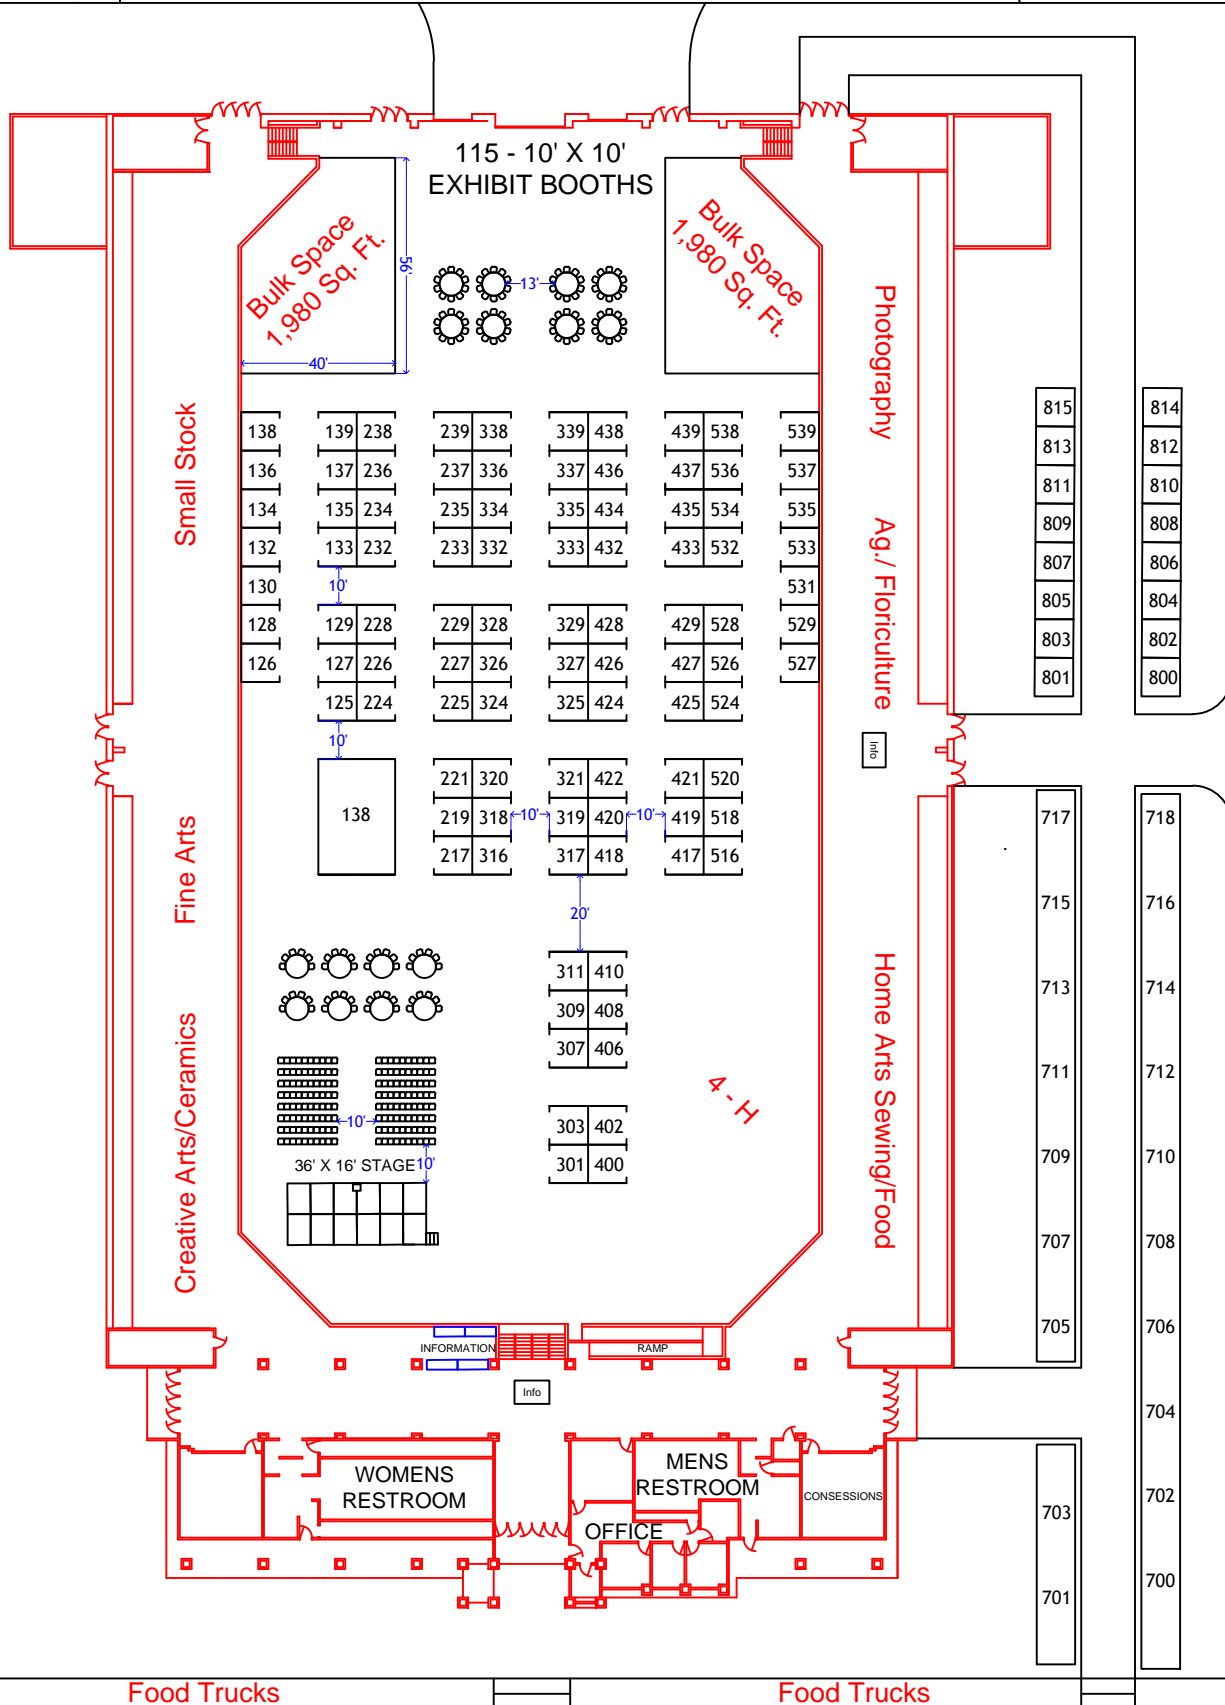 115 - 10' X 10'
EXHIBIT BOOTHS
Bulk Space
1,980 Sq. Ft.
56'
40'
13'
Bulk Space
1,980 Sq. Ft.
Small Stock
Fine Arts
Creative Arts/Ceramics
Photography
Ag./ Floriculture
Home Arts Sewing/Food
138 139 238 239 338 339 438 439 538 539
136 137 236 237 336 337 436 437 536 537
134 135 234 235 334 335 434 435 534 535
132 133 232 233 332 333 432 433 532 533
130 10' 531
128 129 228 229 328 329 428 429 528 529
126 127 226 227 326 327 426 427 526 527
125 224 225 324 325 424 425 524
10'
Info
221 320 321 422 421 520
138 219 318 10' 319 420 10' 419 518
217 316 317 418 417 516
20'
311 410
309 408
307 406
4 - H
10'
303 402
301 400
36' X 16' STAGE 10'
815 814
813 812
811 810
809 808
807 806
805 804
803 802
801 800
717 718
715 716
713 714
711 712
709 710
707 708
705 706
704
703 702
701 700
INFORMATION
RAMP
Info
WOMENS
RESTROOM
MENS
RESTROOM
CONSESSIONS
OFFICE
Food Trucks Food Trucks